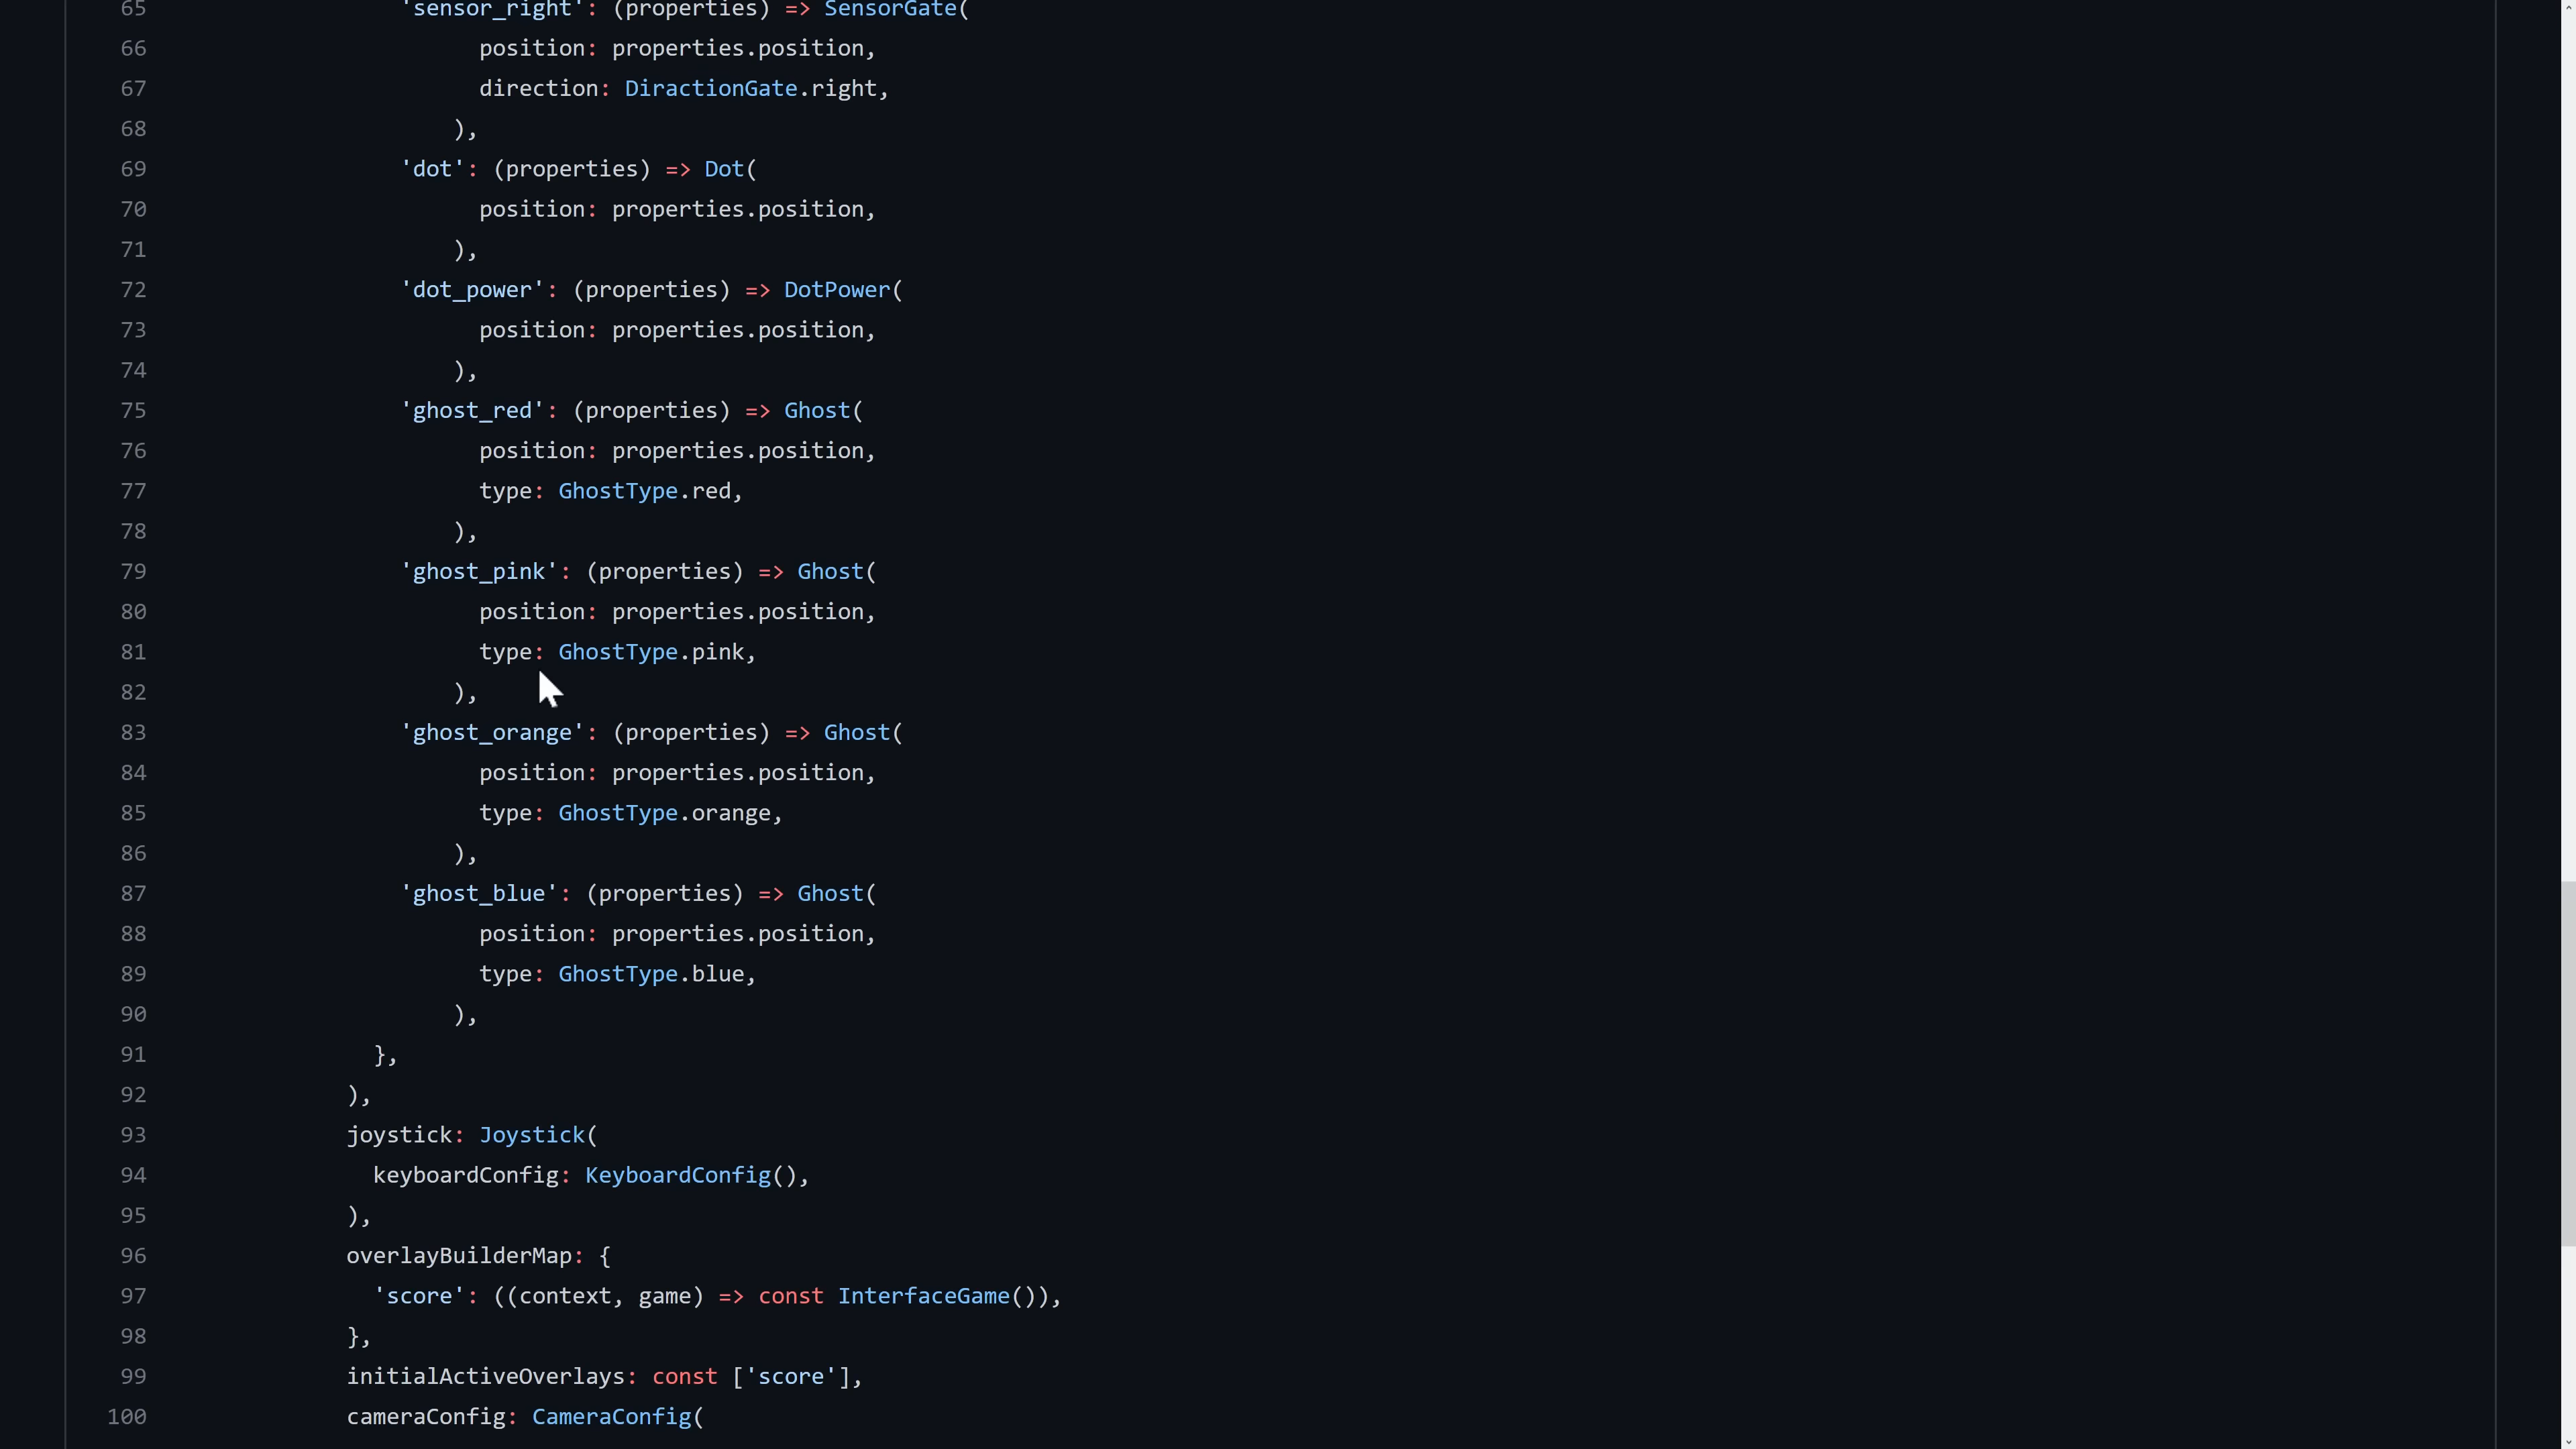 65 'sensor_right': (properties) => SensorGate(
66 position: properties.position,
67 direction: DiractionGate.right,
68 ),
69 'dot': (properties) => Dot(
70 position: properties.position,
71 ),
72 'dot_power': (properties) => DotPower(
73 position: properties.position,
74 ),
75 'ghost_red': (properties) => Ghost(
76 position: properties.position,
77 type: GhostType.red,
78 ),
79 'ghost_pink': (properties) => Ghost(
80 position: properties.position,
81 type: GhostType.pink,
82 ),
83 'ghost_orange': (properties) => Ghost(
84 position: properties.position,
85 type: GhostType.orange,
86 ),
87 'ghost_blue': (properties) => Ghost(
88 position: properties.position,
89 type: GhostType.blue,
90 ),
91 },
92 ),
93 joystick: Joystick(
94 keyboardConfig: KeyboardConfig(),
95 ),
96 overlayBuilderMap: {
97 'score': ((context, game) => const InterfaceGame()),
98 },
99 initialActiveOverlays: const ['score'],
100 cameraConfig: CameraConfig(